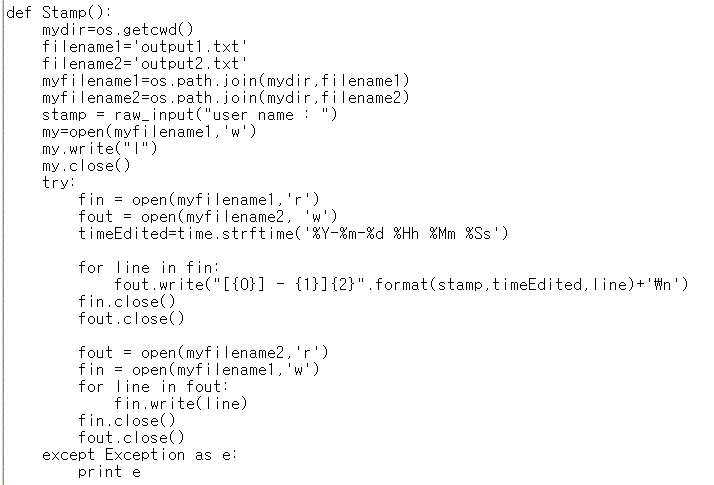 def Stamp():
    mydir=os.getcwd()
    filename1='output1.txt'
    filename2='output2.txt'
    myfilename1=os.path.join(mydir,filename1)
    myfilename2=os.path.join(mydir,filename2)
    stamp = raw_input("user name : ")
    my=open(myfilename1,'w')
    my.write("l")
    my.close()
    try:
        fin = open(myfilename1,'r')
        fout = open(myfilename2, 'w')
        timeEdited=time.strftime('%Y-%m-%d %Hh %Mm %Ss')

        for line in fin:
            fout.write("[{0}] - {1}]{2}".format(stamp,timeEdited,line)+'₩n')
        fin.close()
        fout.close()

        fout = open(myfilename2,'r')
        fin = open(myfilename1,'w')
        for line in fout:
            fin.write(line)
        fin.close()
        fout.close()
    except Exception as e:
        print e